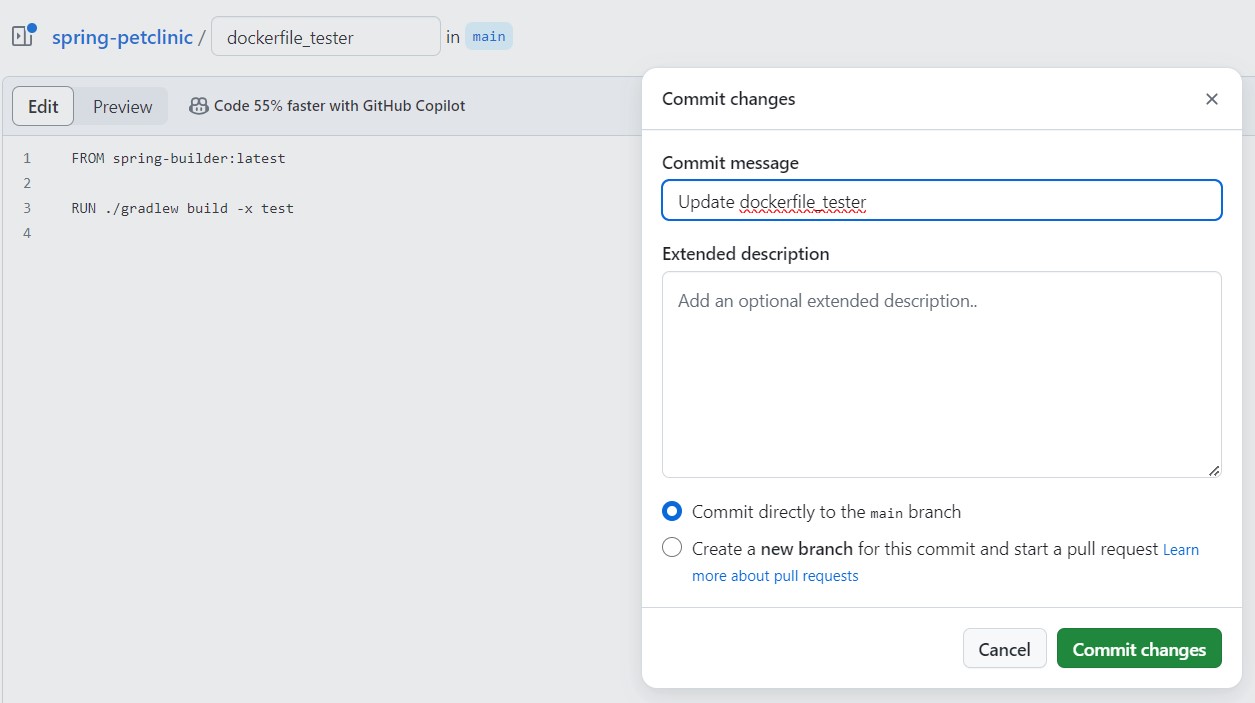 spring-petclinic / dockerfile_tester in main
Edit Preview Code 55% faster with GitHub Copilot
1 FROM spring-builder:latest
2
3 RUN ./gradlew build -x test
4
Commit changes
Commit message
Update dockerfile_tester
Extended description
Add an optional extended description..
Commit directly to the main branch
Create a new branch for this commit and start a pull request Learn
more about pull requests
Cancel Commit changes